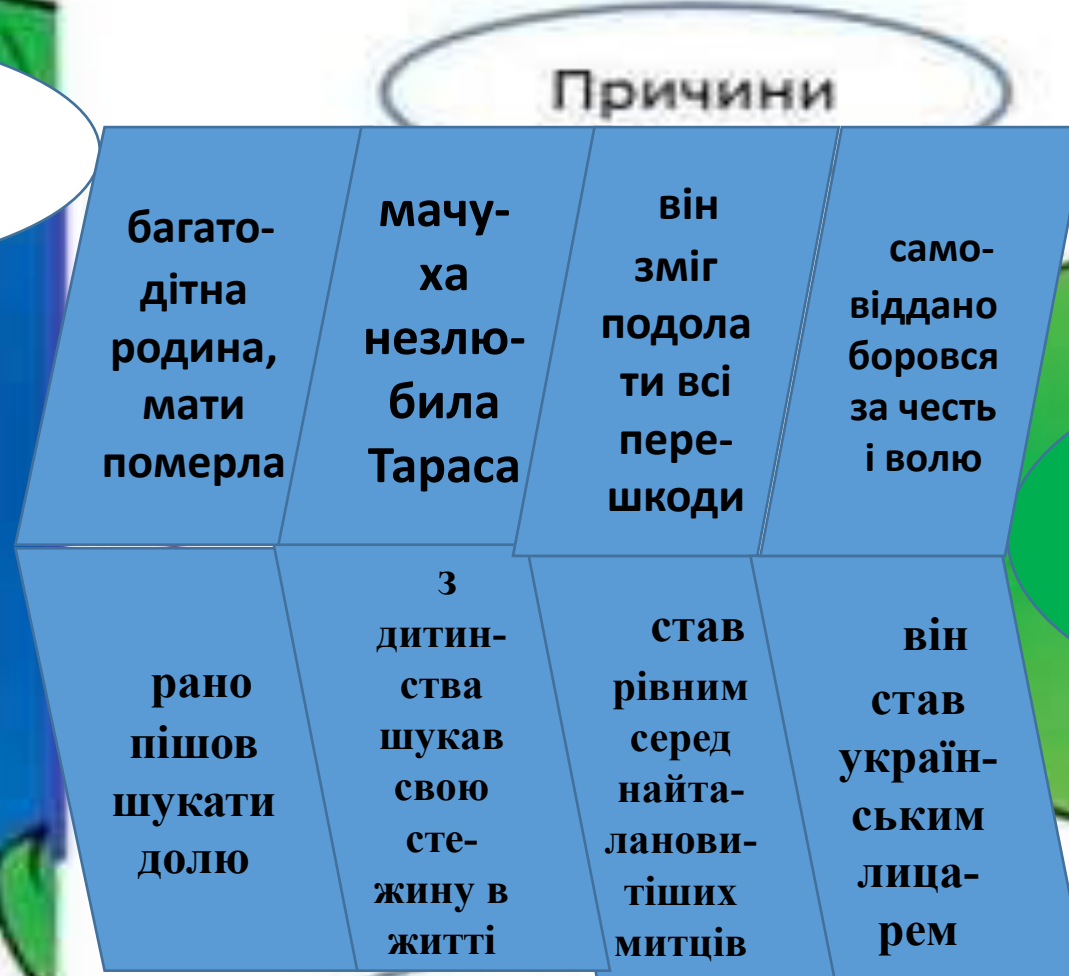 Причини
багато-
дітна
родина,
мати
померла
мачу-
ха
незлю-
била
Тараса
він
зміг
подола
ти всі
пере-
шкоди
само-
віддано
боровся
за честь
і волю
рано
пішов
шукати
долю
з
дитин-
ства
шукав
свою
сте-
жину в
житті
став
рівним
серед
найта-
ланови-
тіших
митців
він
став
україн-
ським
лица-
рем